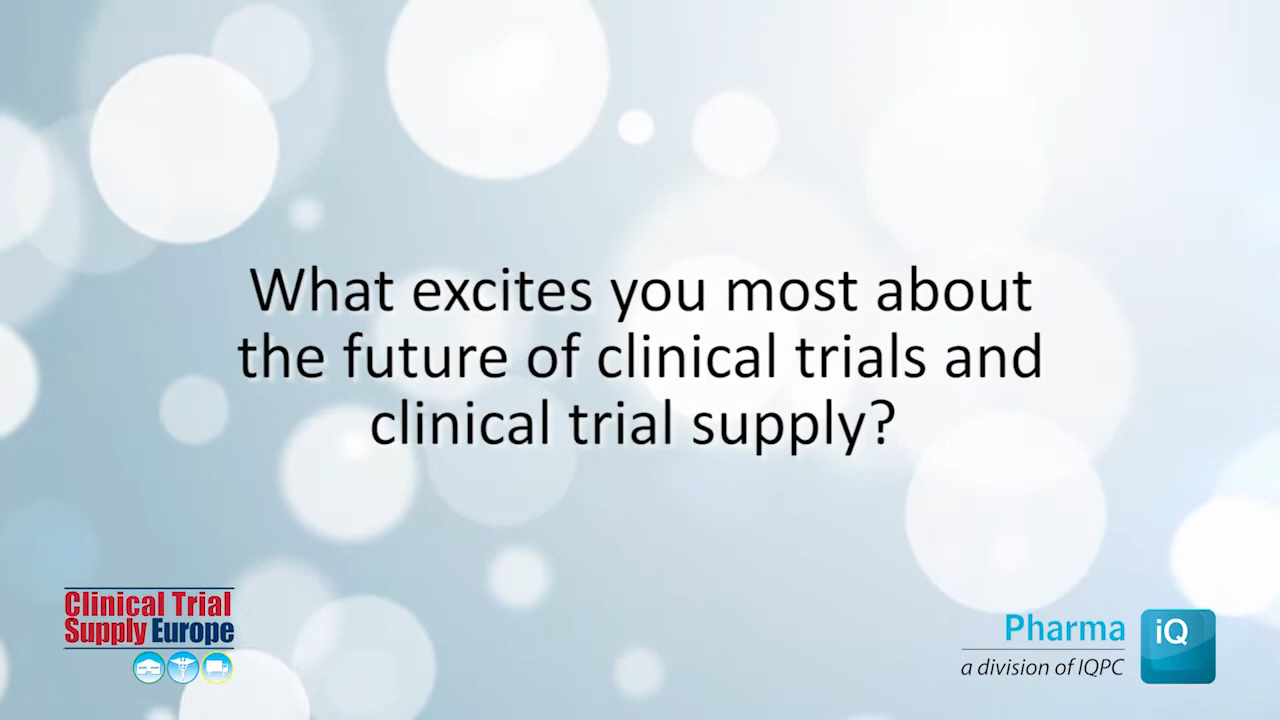 What excites you most about
the future of clinical trials and
clinical trial supply?
Clinical Trial
Supply Europe
Pharma
iQ
a division of IQPC